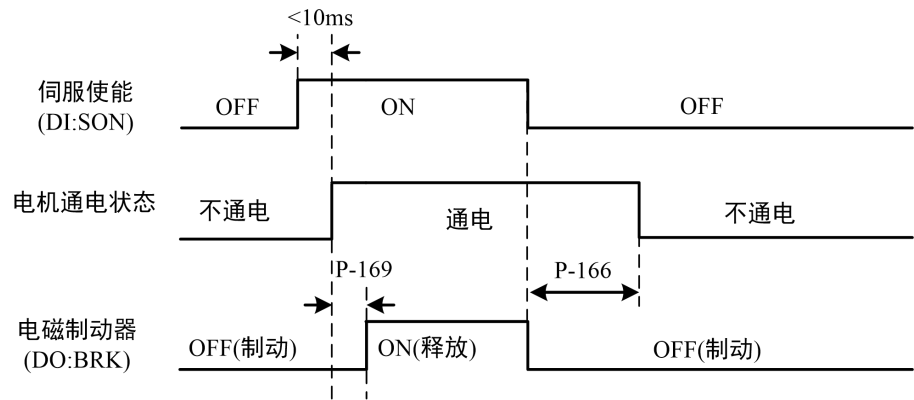 <10ms
伺服使能
(DI:SON)
OFF
ON
OFF
电机通电状态
不通电
通电
不通电
P-169
P-166
电磁制动器
(DO:BRK)
OFF(制动)
ON(释放)
OFF(制动)